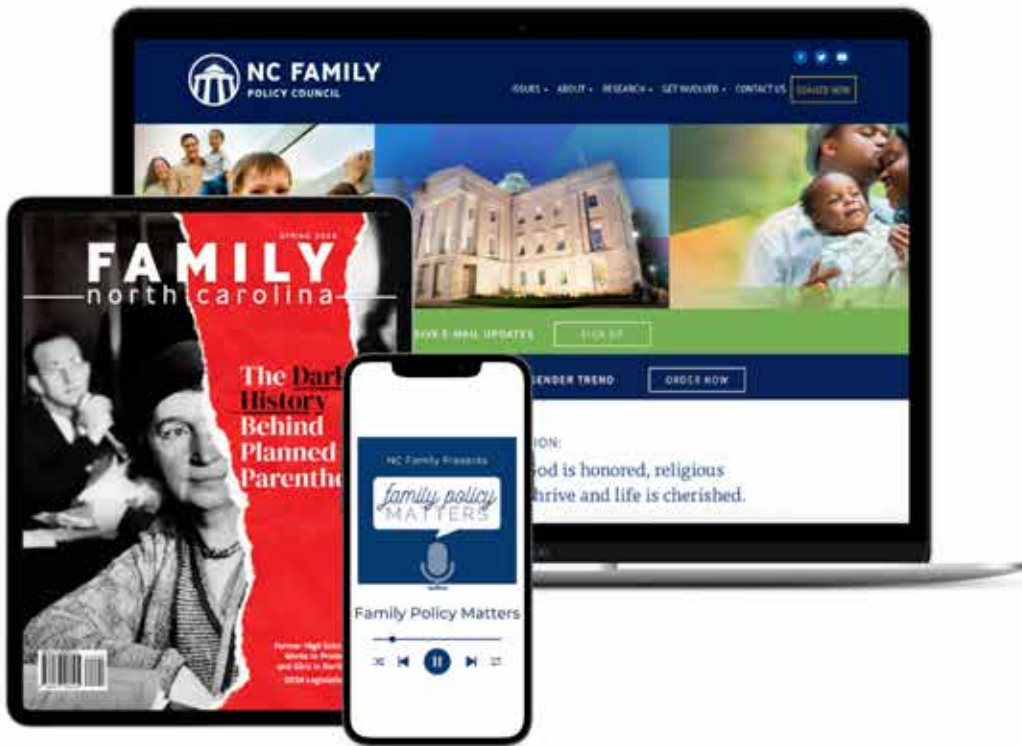 NC FAMILY
POLICY COUNCIL
ISSUES ABOUT RESEARCH GET INVOLVED CONTACT US DONATE NOW
E-MAIL UPDATES SIGN UP
GENDER TREND ORDER NOW
God is honored, religious
thrive and life is cherished.
SPRING
FAMILY
north carolina
The Dark
History
Behind
Planned
NC Family Presents
family policy
MATTERS
Family Policy Matters